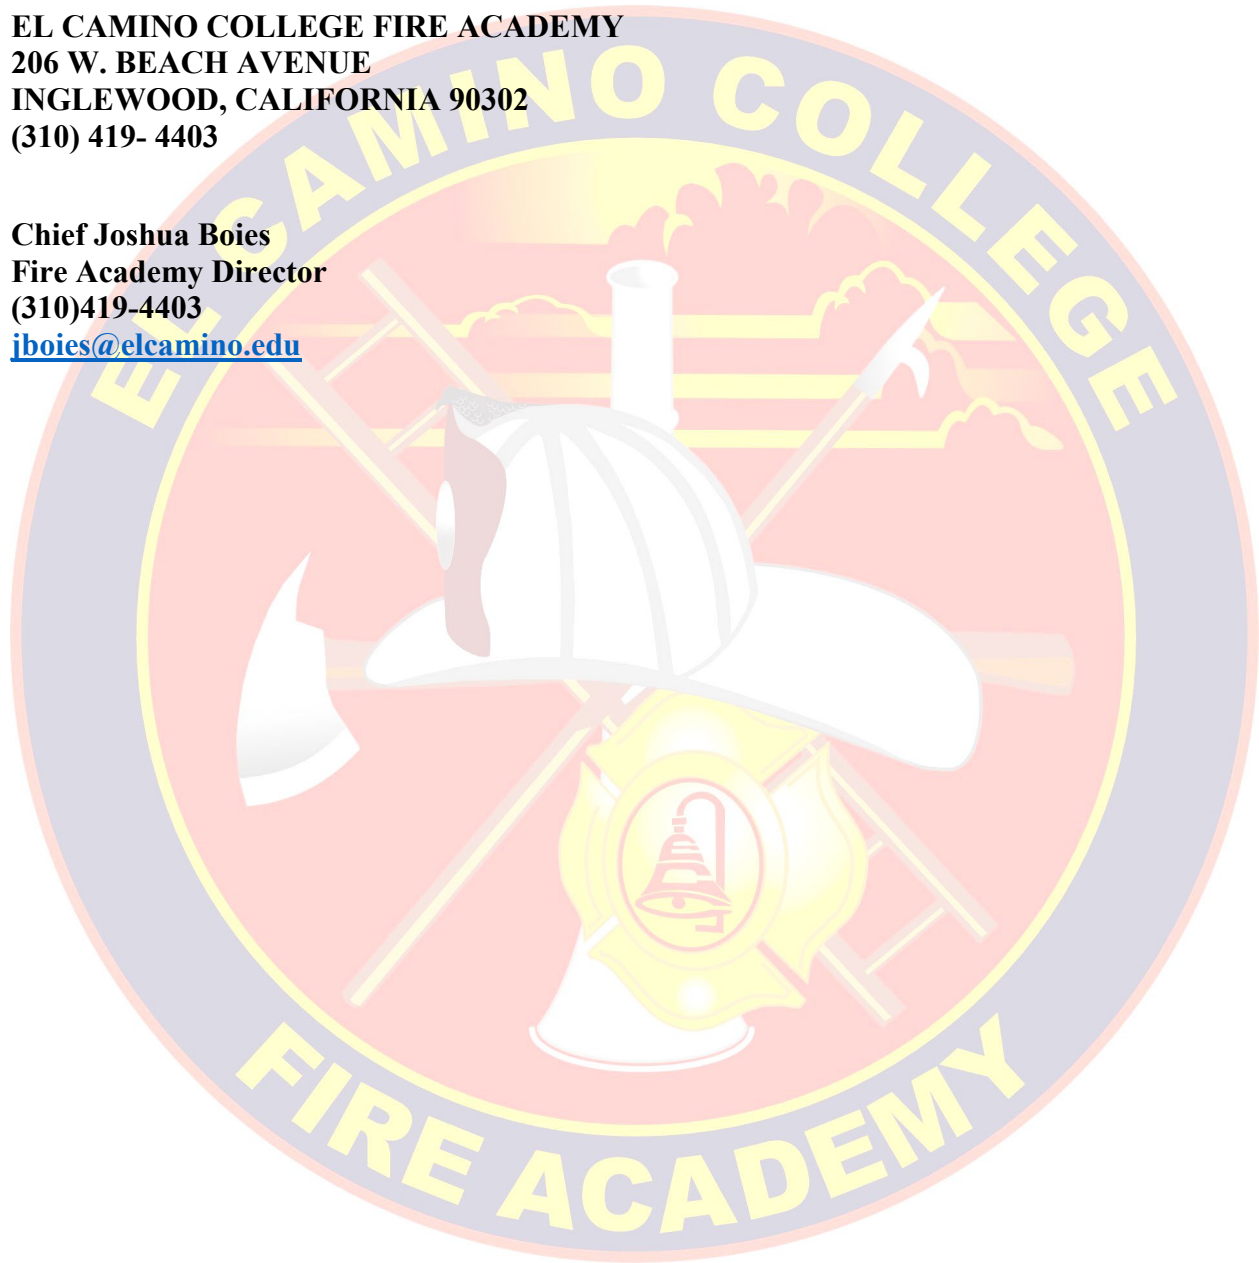 EL CAMINO COLLEGE FIRE ACADEMY
206 W. BEACH AVENUE
INGLEWOOD, CALIFORNIA 90302
(310) 419- 4403
Chief Joshua Boies
Fire Academy Director
(310)419-4403
jboies@elcamino.edu
EL CAMINO COLLEGE
FIRE ACADEMY